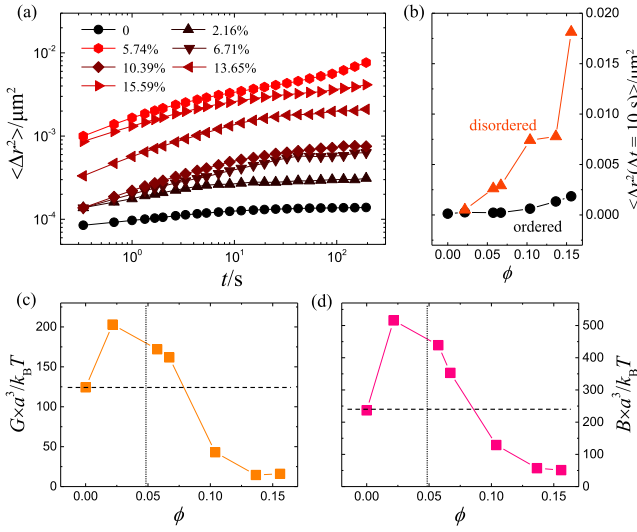 (a)
<Δr²>/μm²
10⁻²
10⁻³
10⁻⁴
0
2.16%
5.74%
6.71%
10.39%
13.65%
15.59%
10⁰
10¹
10²
t/s
(b)
disordered
ordered
0.020
0.015
0.010
0.005
0.000
<Δr²(Δt = 10 s)>/μm²
0.00
0.05
0.10
0.15
ϕ
(c)
G×a³/k_BT
200
150
100
50
0
0.00
0.05
0.10
0.15
ϕ
(d)
500
400
300
200
100
0
B×a³/k_BT
0.00
0.05
0.10
0.15
ϕ